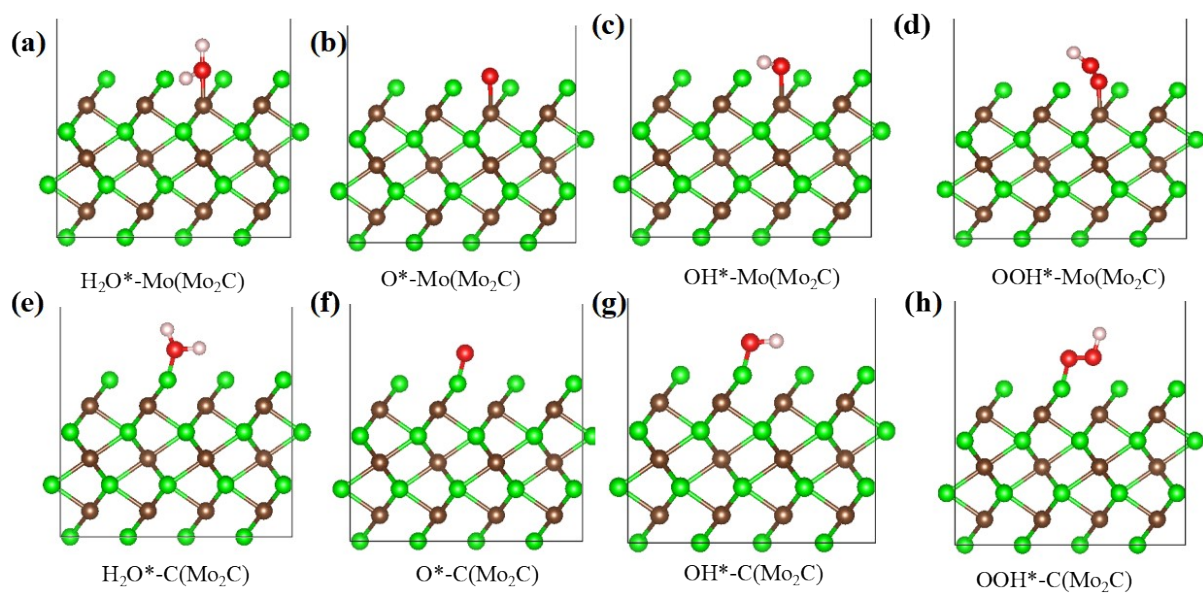 (a) (b) (c) (d)
H₂O*-Mo(Mo₂C) O*-Mo(Mo₂C) OH*-Mo(Mo₂C) OOH*-Mo(Mo₂C)
(e) (f) (g) (h)
H₂O*-C(Mo₂C) O*-C(Mo₂C) OH*-C(Mo₂C) OOH*-C(Mo₂C)